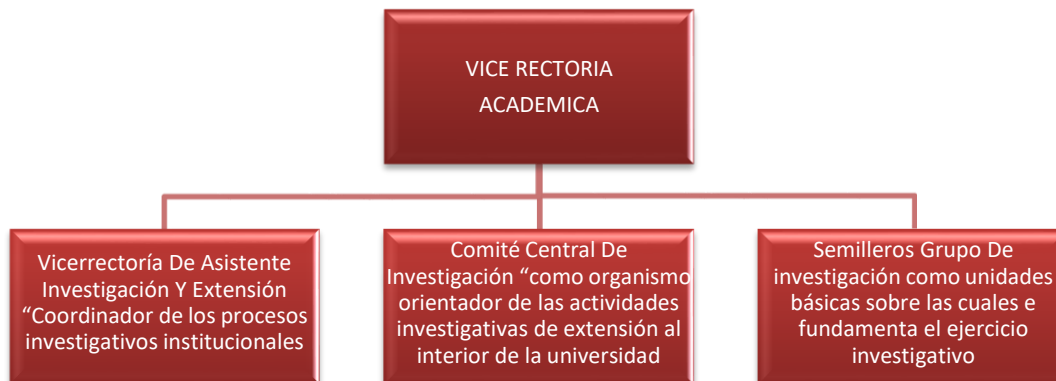 VICE RECTORIA
ACADEMICA
Vicerrectoría De Asistente
Investigación Y Extensión
“Coordinador de los procesos
investigativos institucionales
Comité Central De
Investigación “como organismo
orientador de las actividades
investigativas de extensión al
interior de la universidad
Semilleros Grupo De
investigación como unidades
básicas sobre las cuales e
fundamenta el ejercicio
investigativo